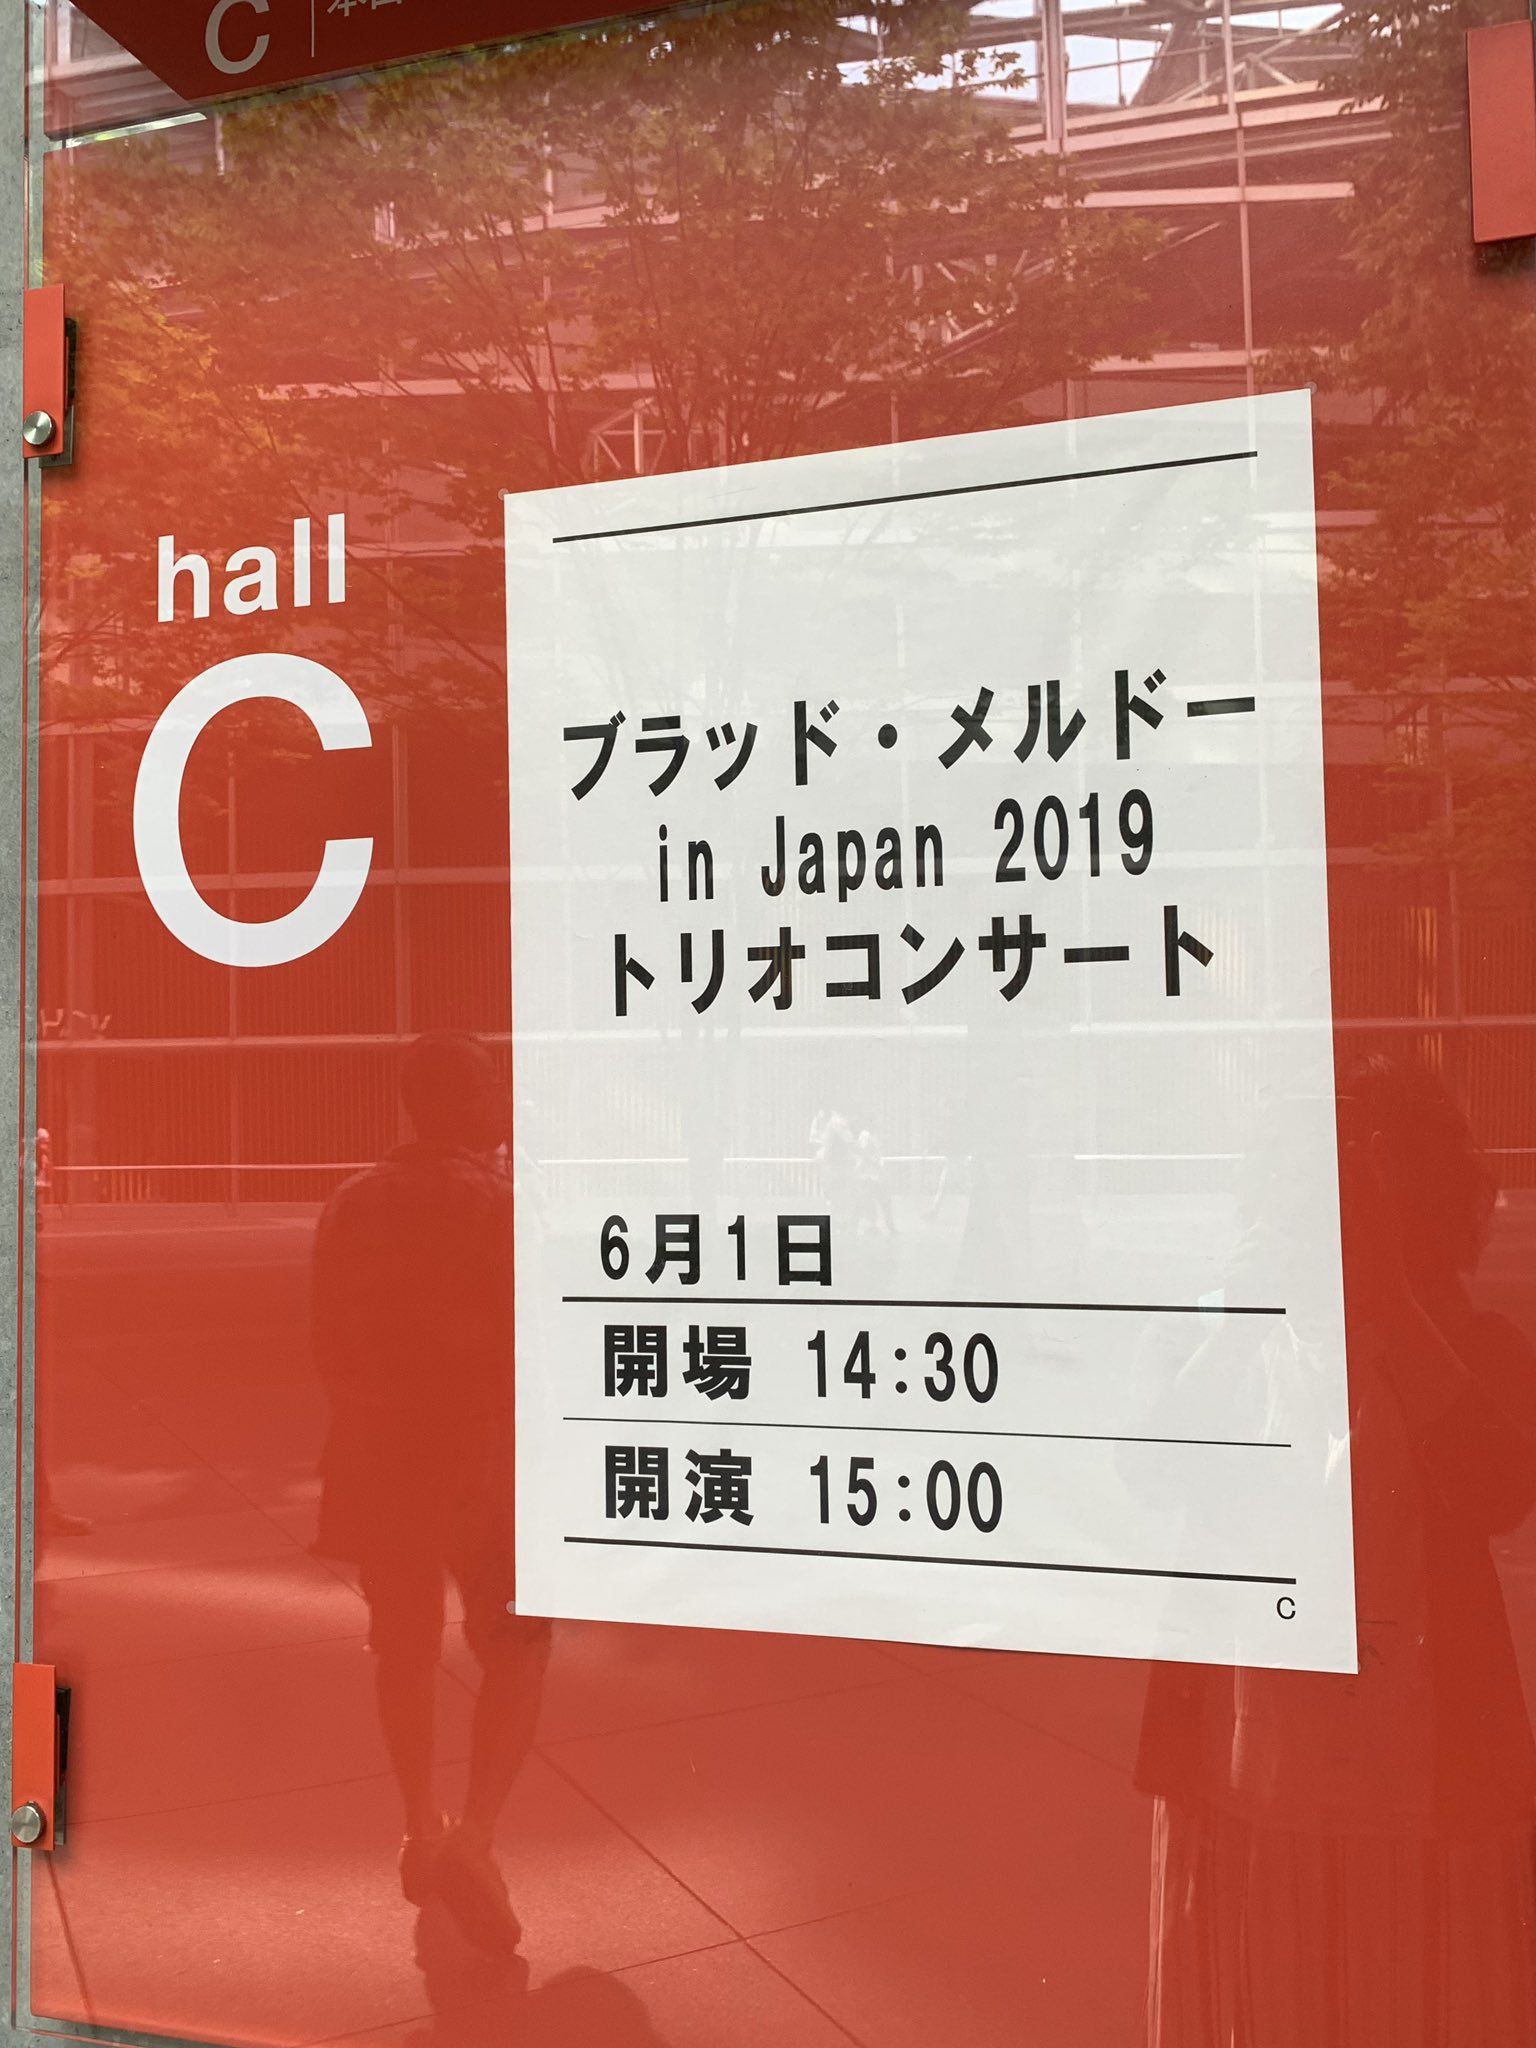 C
hall
C
ブラッド・メルドー
in Japan 2019
トリオコンサート
6月1日
開場 14:30
開演 15:00
C